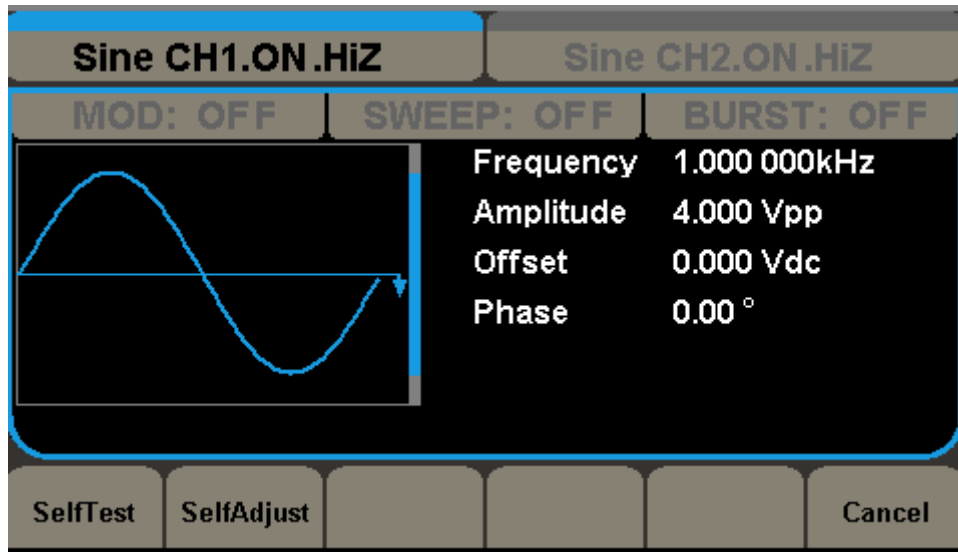 Sine CH1.ON.HiZ
Sine CH2.ON.HiZ
MOD: OFF
SWEEP: OFF
BURST: OFF
Frequency 1.000 000kHz
Amplitude 4.000 Vpp
Offset 0.000 Vdc
Phase 0.00 °
SelfTest
SelfAdjust
Cancel